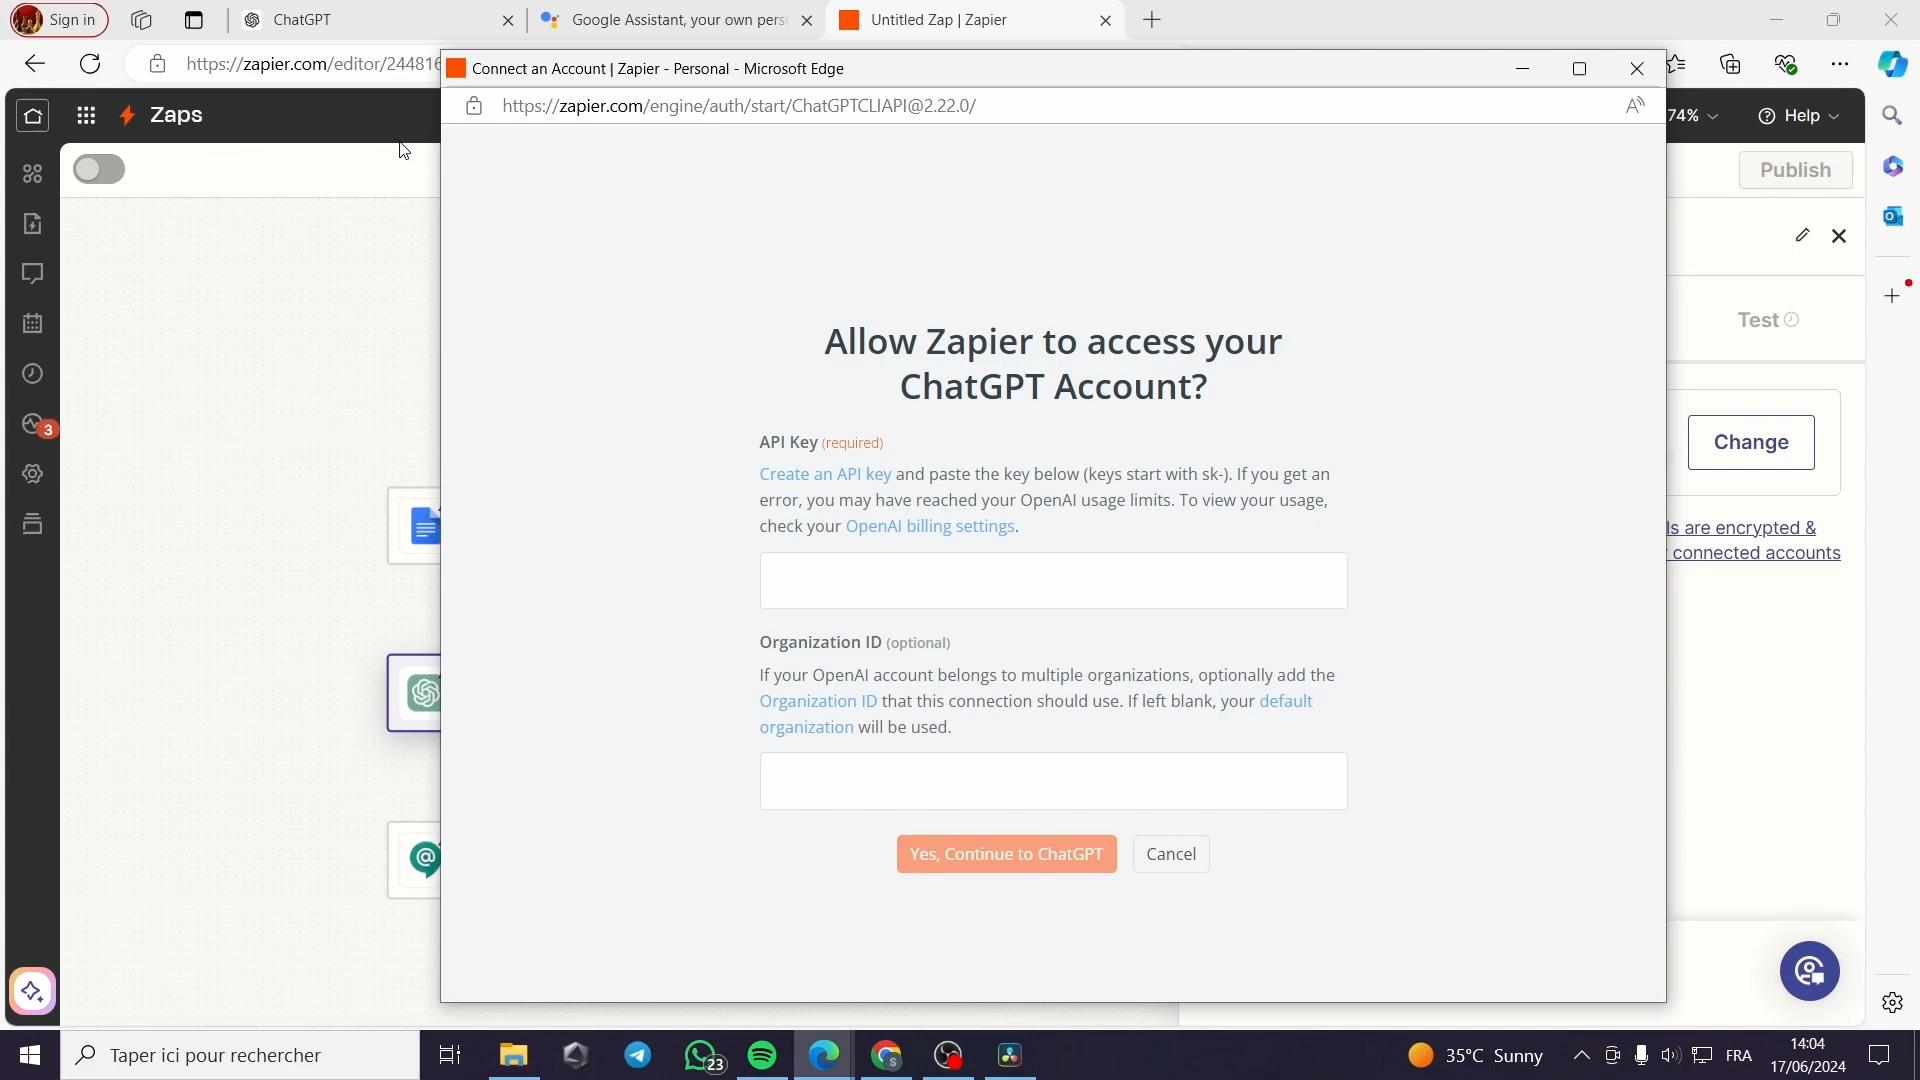 Sign in
ChatGPT
Google Assistant, your own pers
Untitled Zap | Zapier
https://zapier.com/editor/244816
Connect an Account | Zapier - Personal - Microsoft Edge
https://zapier.com/engine/auth/start/ChatGPTCLIAPI@2.22.0/
Zaps
74%
Help
Publish
Test
Allow Zapier to access your
ChatGPT Account?
API Key (required)
Create an API key and paste the key below (keys start with sk-). If you get an
error, you may have reached your OpenAI usage limits. To view your usage,
check your OpenAI billing settings.
Change
ls are encrypted &
connected accounts
3
Organization ID (optional)
If your OpenAI account belongs to multiple organizations, optionally add the
Organization ID that this connection should use. If left blank, your default
organization will be used.
Yes, Continue to ChatGPT
Cancel
Taper ici pour rechercher
23
35°C Sunny
FRA
14:04
17/06/2024